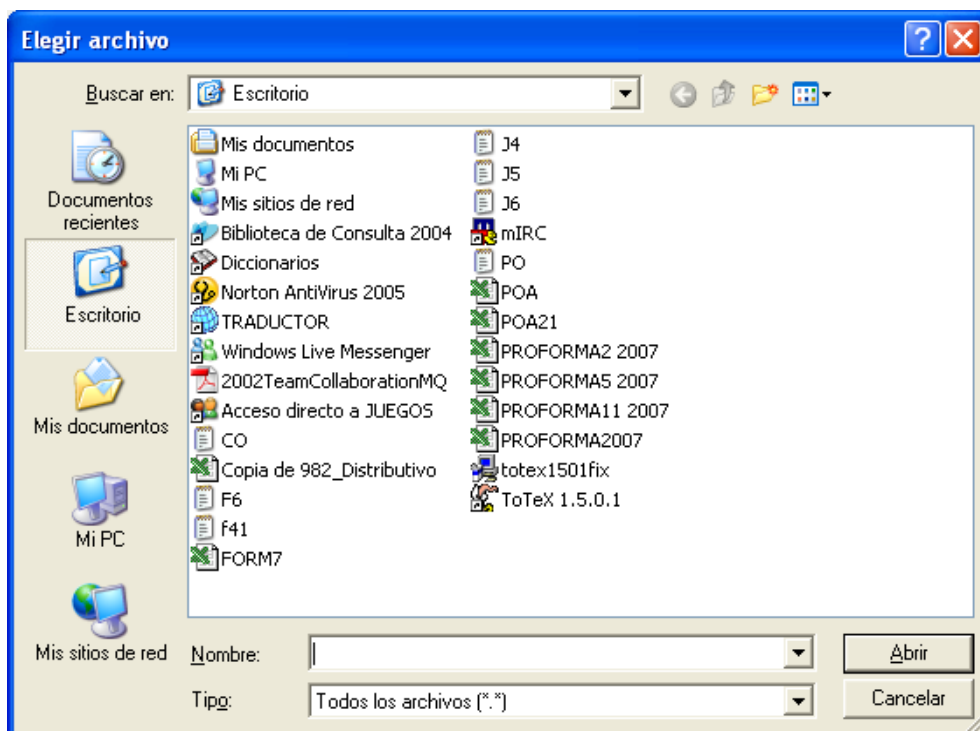 Elegir archivo
Buscar en:
Escritorio
Documentos
recientes
Escritorio
Mis documentos
Mi PC
Mis sitios de red
Mis documentos
Mi PC
Mis sitios de red
Biblioteca de Consulta 2004
Diccionarios
Norton AntiVirus 2005
TRADUCTOR
Windows Live Messenger
2002TeamCollaborationMQ
Acceso directo a JUEGOS
CO
Copia de 982_Distributivo
F6
f41
FORM7
J4
J5
J6
mIRC
PO
POA
POA21
PROFORMA2 2007
PROFORMA5 2007
PROFORMA11 2007
PROFORMA2007
totex1501fix
ToTeX 1.5.0.1
Nombre:
Abrir
Tipo:
Todos los archivos (*.*)
Cancelar